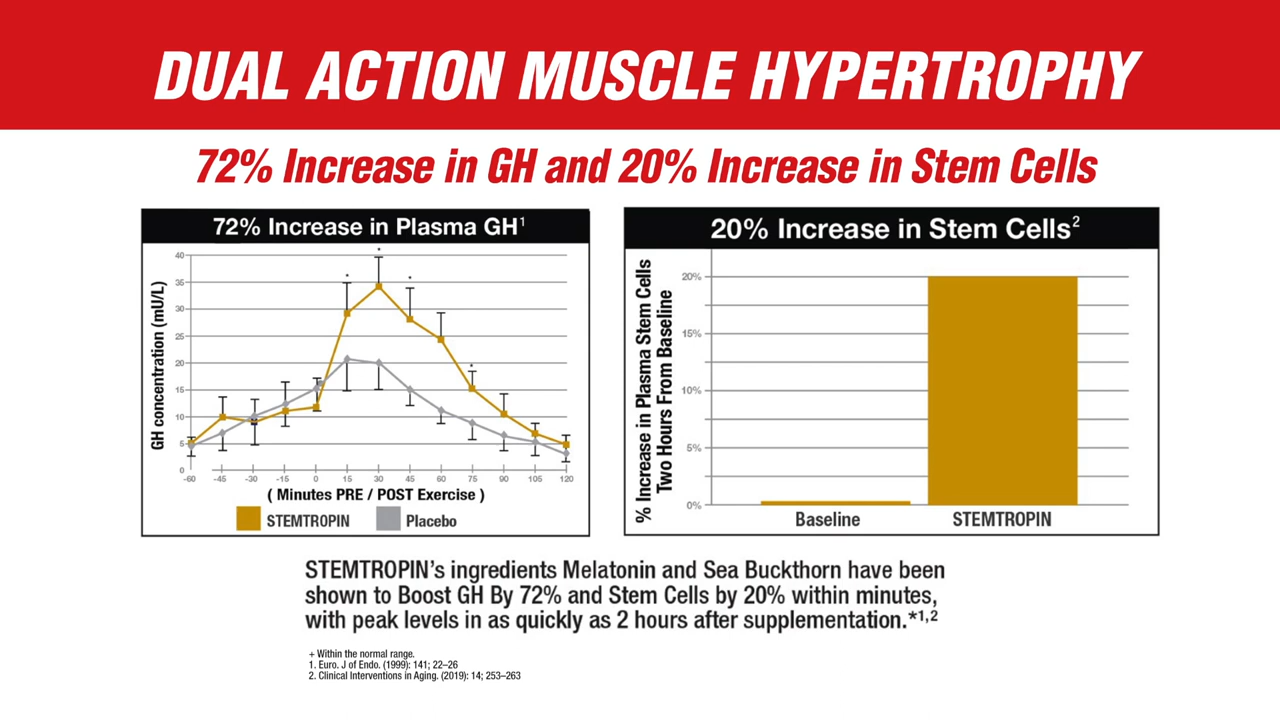 DUAL ACTION MUSCLE HYPERTROPHY
72% Increase in GH and 20% Increase in Stem Cells
72% Increase in Plasma GH1
GH concentration (mU/L)
40
35
30
25
20
15
10
5
0
-60 -45 -30 -15 0 15 30 45 60 75 90 105 120
* * * *
( Minutes PRE / POST Exercise )
STEMTROPIN Placebo
20% Increase in Stem Cells2
% Increase in Plasma Stem Cells
Two Hours From Baseline
20%
15%
10%
5%
0%
Baseline STEMTROPIN
STEMTROPIN’s ingredients Melatonin and Sea Buckthorn have been
shown to Boost GH By 72% and Stem Cells by 20% within minutes,
with peak levels in as quickly as 2 hours after supplementation.*1,2
+ Within the normal range.
1. Euro. J of Endo. (1999): 141; 22–26
2. Clinical Interventions in Aging. (2019): 14; 253–263